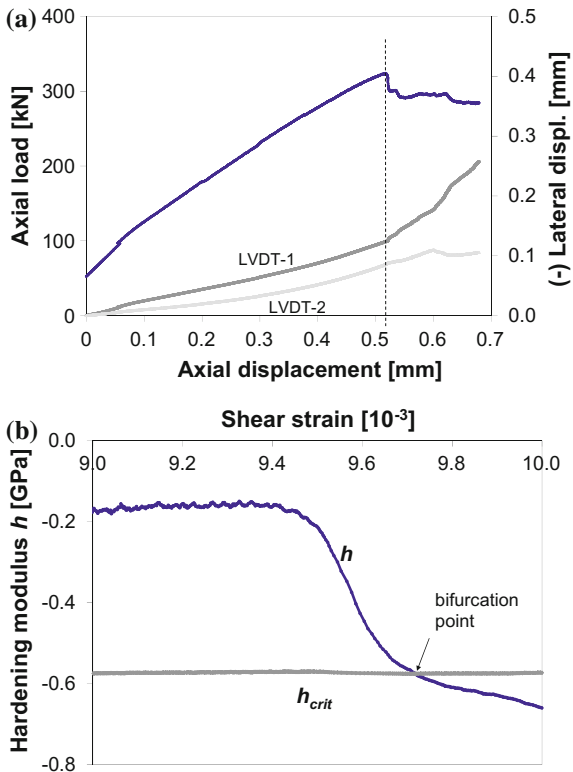 (a)
400
300
200
100
0
Axial load [kN]
0.5
0.4
0.3
0.2
0.1
0.0
(-) Lateral displ. [mm]
LVDT-1
LVDT-2
0 0.1 0.2 0.3 0.4 0.5 0.6 0.7
Axial displacement [mm]
(b)
Shear strain [10-3]
9.0 9.2 9.4 9.6 9.8 10.0
0.0
-0.2
-0.4
-0.6
-0.8
Hardening modulus h [GPa]
h
bifurcation
point
hcrit